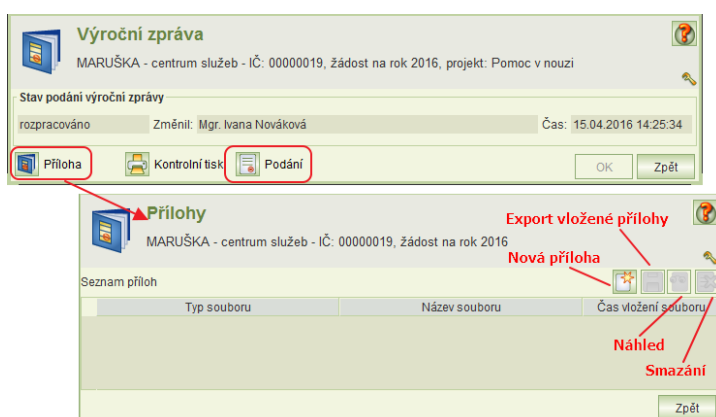 Výroční zpráva
MARUŠKA - centrum služeb - IČ: 00000019, žádost na rok 2016, projekt: Pomoc v nouzi
Stav podání výroční zprávy
rozpracováno Změnil: Mgr. Ivana Nováková Čas: 15.04.2016 14:25:34
Příloha Kontrolní tisk Podání OK Zpět
Přílohy
MARUŠKA - centrum služeb - IČ: 00000019, žádost na rok 2016
Export vložené přílohy
Nová příloha
Seznam příloh
Typ souboru Název souboru Čas vložení souboru
Náhled
Smazání
Zpět